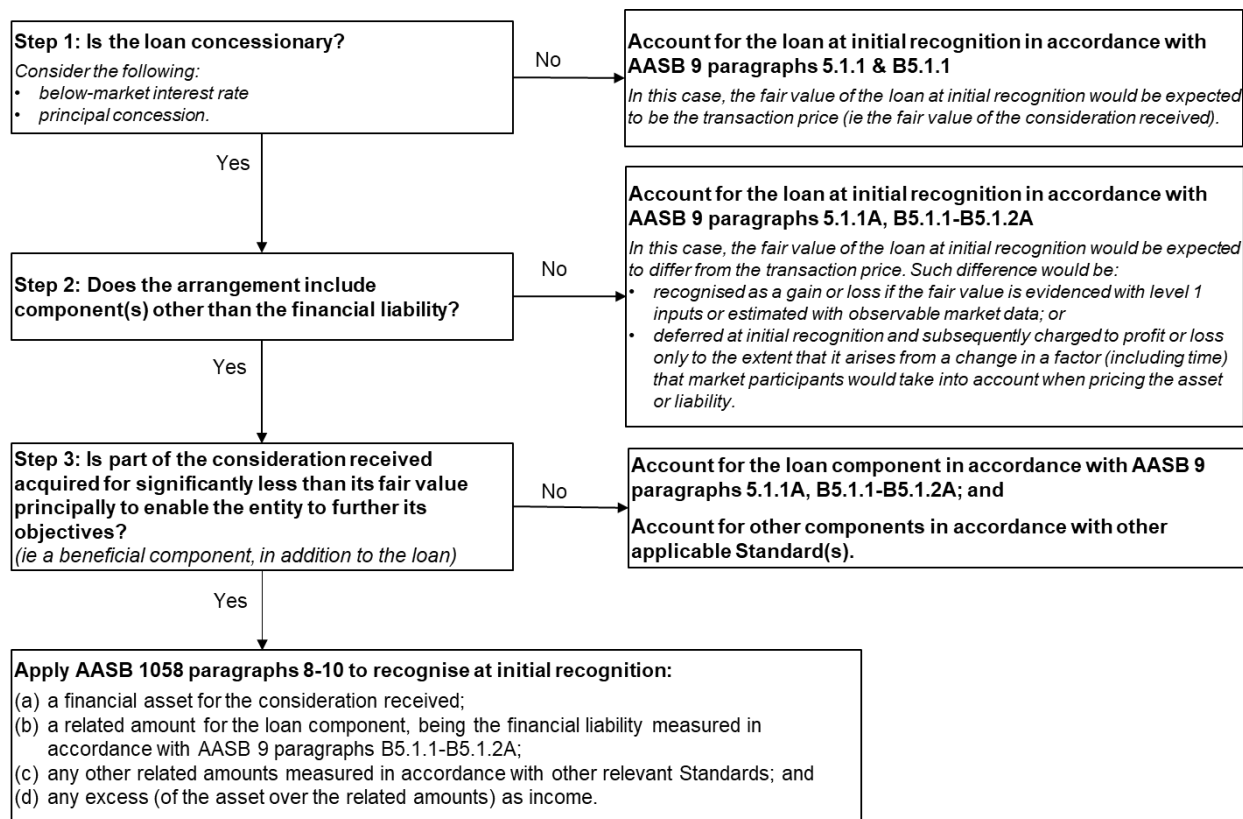 Step 1: Is the loan concessionary?
Consider the following:
• below-market interest rate
• principal concession.
No
Account for the loan at initial recognition in accordance with
AASB 9 paragraphs 5.1.1 & B5.1.1
In this case, the fair value of the loan at initial recognition would be expected
to be the transaction price (ie the fair value of the consideration received).
Yes
Step 2: Does the arrangement include
component(s) other than the financial liability?
No
Account for the loan at initial recognition in accordance with
AASB 9 paragraphs 5.1.1A, B5.1.1-B5.1.2A
In this case, the fair value of the loan at initial recognition would be expected
to differ from the transaction price. Such difference would be:
• recognised as a gain or loss if the fair value is evidenced with level 1
inputs or estimated with observable market data; or
• deferred at initial recognition and subsequently charged to profit or loss
only to the extent that it arises from a change in a factor (including time)
that market participants would take into account when pricing the asset
or liability.
Yes
Step 3: Is part of the consideration received
acquired for significantly less than its fair value
principally to enable the entity to further its
objectives?
(ie a beneficial component, in addition to the loan)
No
Account for the loan component in accordance with AASB 9
paragraphs 5.1.1A, B5.1.1-B5.1.2A; and
Account for other components in accordance with other
applicable Standard(s).
Yes
Apply AASB 1058 paragraphs 8-10 to recognise at initial recognition:
(a) a financial asset for the consideration received;
(b) a related amount for the loan component, being the financial liability measured in
accordance with AASB 9 paragraphs B5.1.1-B5.1.2A;
(c) any other related amounts measured in accordance with other relevant Standards; and
(d) any excess (of the asset over the related amounts) as income.